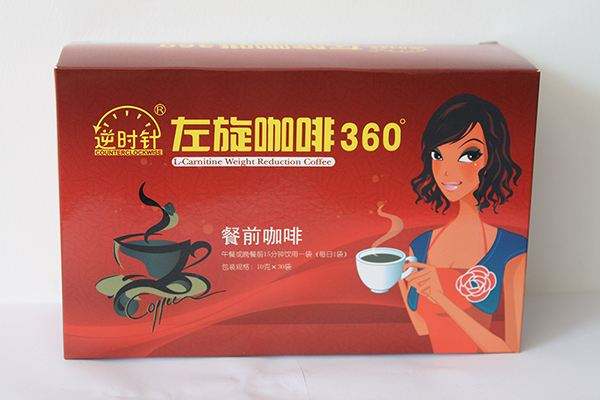 逆时针®
COUNTERCLOCKWISE
左旋咖啡360°
L-Carnitine Weight Reduction Coffee
餐前咖啡
午餐或晚餐前15分钟饮用一袋(每日1袋)
包装规格:10克×30袋
Coffee